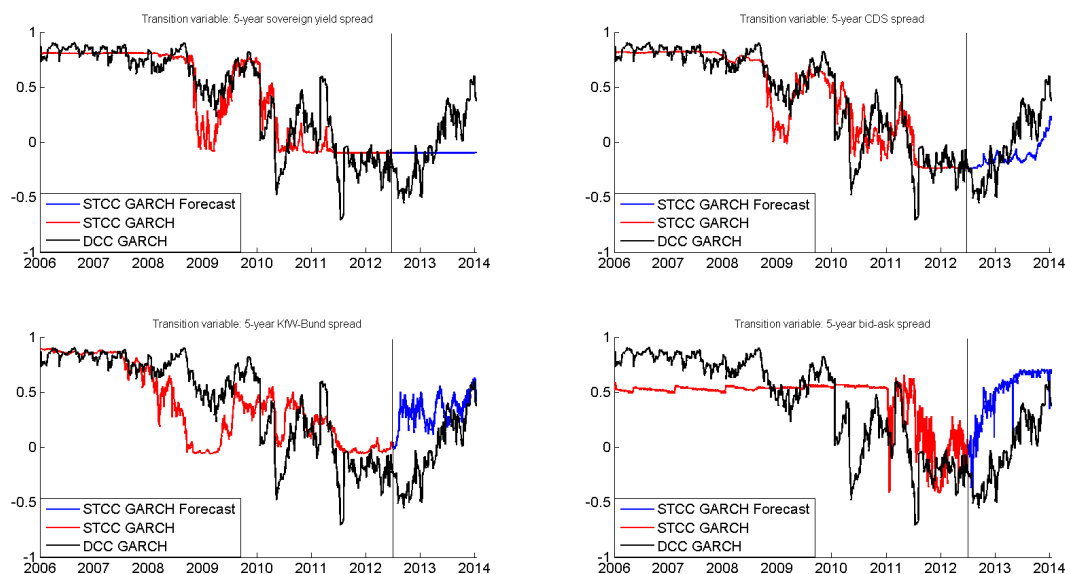 Transition variable: 5-year sovereign yield spread
1
0.5
0
-0.5
-1
STCC GARCH Forecast
STCC GARCH
DCC GARCH
2006 2007 2008 2009 2010 2011 2012 2013 2014
Transition variable: 5-year CDS spread
1
0.5
0
-0.5
-1
STCC GARCH Forecast
STCC GARCH
DCC GARCH
2006 2007 2008 2009 2010 2011 2012 2013 2014
Transition variable: 5-year KfW-Bund spread
1
0.5
0
-0.5
-1
STCC GARCH Forecast
STCC GARCH
DCC GARCH
2006 2007 2008 2009 2010 2011 2012 2013 2014
Transition variable: 5-year bid-ask spread
1
0.5
0
-0.5
-1
STCC GARCH Forecast
STCC GARCH
DCC GARCH
2006 2007 2008 2009 2010 2011 2012 2013 2014